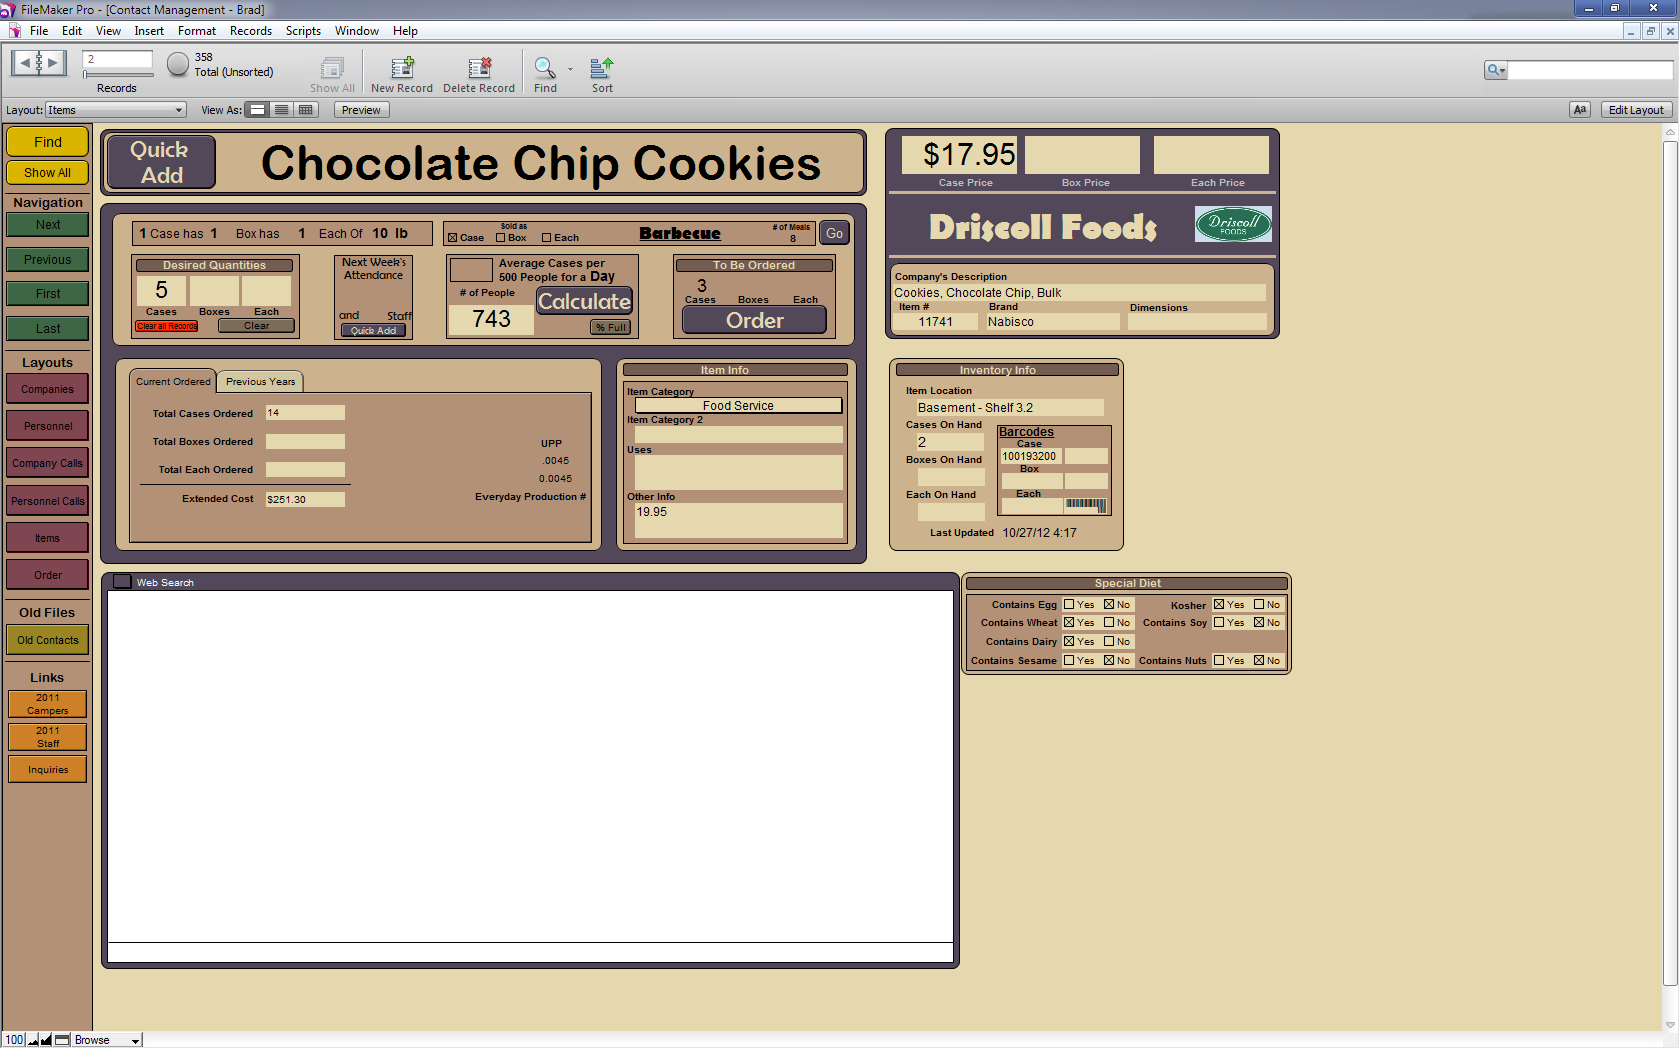 FileMaker Pro - [Contact Management - Brad]
File Edit View Insert Format Records Scripts Window Help
2
358
Total (Unsorted)
Records
Show All New Record Delete Record Find Sort
Layout: Items View As: Preview Aa Edit Layout
Find
Show All
Navigation
Next
Previous
First
Last
Layouts
Companies
Personnel
Company Calls
Personnel Calls
Items
Order
Old Files
Old Contacts
Links
2011
Campers
2011
Staff
Inquiries
Quick
Add
Chocolate Chip Cookies
1 Case has 1 Box has 1 Each Of 10 lb
Sold as
Case Box Each
Barbecue
# of Meals
8
Go
Desired Quantities
5
Cases Boxes Each
Clear all Records Clear
Next Week's
Attendance
and Staff
Quick Add
Average Cases per
500 People for a Day
# of People
Calculate
743
% Full
To Be Ordered
3
Cases Boxes Each
Order
Current Ordered Previous Years
Total Cases Ordered 14
Total Boxes Ordered
Total Each Ordered
Extended Cost $251.30
UPP
.0045
0.0045
Everyday Production #
Item Info
Item Category
Food Service
Item Category 2
Uses
Other Info
19.95
$17.95
Case Price Box Price Each Price
Driscoll Foods
Driscoll
FOODS
Company's Description
Cookies, Chocolate Chip, Bulk
Item # Brand Dimensions
11741 Nabisco
Inventory Info
Item Location
Basement - Shelf 3.2
Cases On Hand
2
Boxes On Hand
Each On Hand
Barcodes
Case
100193200
Box
Each
Last Updated 10/27/12 4:17
Web Search
Special Diet
Contains Egg Yes No Kosher Yes No
Contains Wheat Yes No Contains Soy Yes No
Contains Dairy Yes No
Contains Sesame Yes No Contains Nuts Yes No
100 Browse